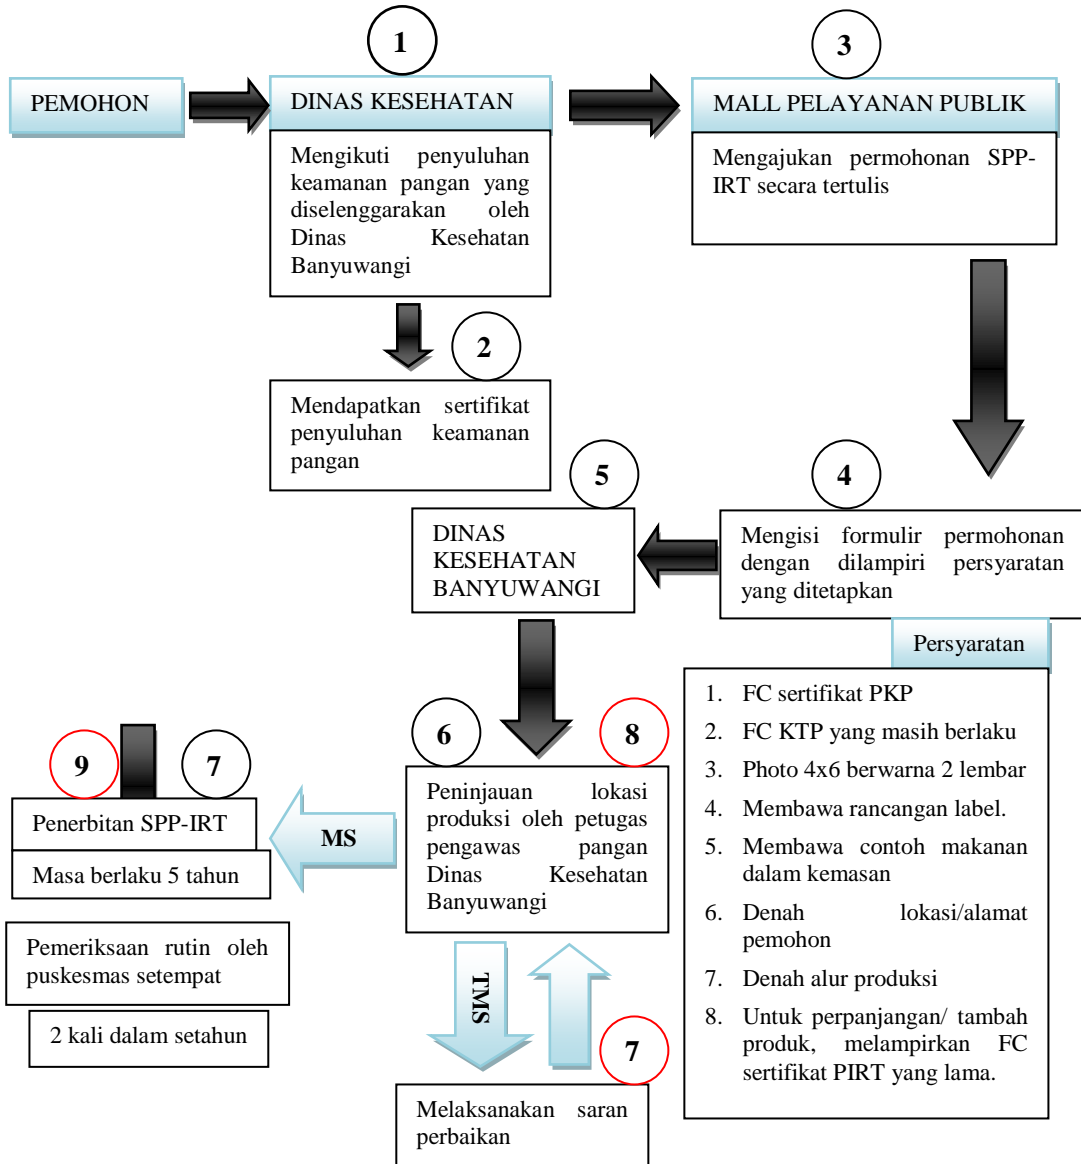 1
3
PEMOHON
DINAS KESEHATAN
MALL PELAYANAN PUBLIK
Mengikuti penyuluhan
keamanan pangan yang
diselenggarakan oleh
Dinas Kesehatan
Banyuwangi
Mengajukan permohonan SPP-
IRT secara tertulis
2
Mendapatkan sertifikat
penyuluhan keamanan
pangan
5
4
DINAS
KESEHATAN
BANYUWANGI
Mengisi formulir permohonan
dengan dilampiri persyaratan
yang ditetapkan
Persyaratan
1. FC sertifikat PKP
2. FC KTP yang masih berlaku
3. Photo 4x6 berwarna 2 lembar
4. Membawa rancangan label.
5. Membawa contoh makanan
dalam kemasan
6. Denah lokasi/alamat
pemohon
7. Denah alur produksi
8. Untuk perpanjangan/ tambah
produk, melampirkan FC
sertifikat PIRT yang lama.
6
8
Peninjauan lokasi
produksi oleh petugas
pengawas pangan
Dinas Kesehatan
Banyuwangi
MS
9
7
Penerbitan SPP-IRT
Masa berlaku 5 tahun
Pemeriksaan rutin oleh
puskesmas setempat
2 kali dalam setahun
TMS
7
Melaksanakan saran
perbaikan